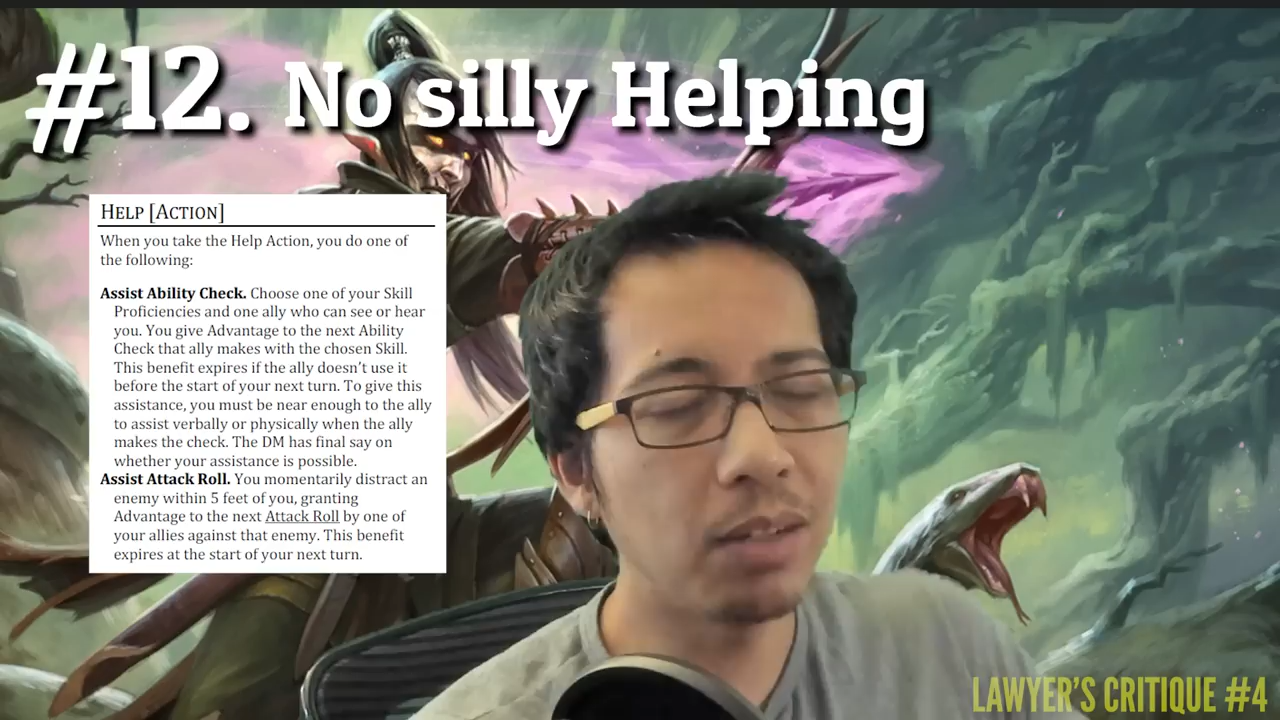 #12. No silly Helping
HELP [ACTION]
When you take the Help Action, you do one of
the following:
Assist Ability Check. Choose one of your Skill
Proficiencies and one ally who can see or hear
you. You give Advantage to the next Ability
Check that ally makes with the chosen Skill.
This benefit expires if the ally doesn’t use it
before the start of your next turn. To give this
assistance, you must be near enough to the ally
to assist verbally or physically when the ally
makes the check. The DM has final say on
whether your assistance is possible.
Assist Attack Roll. You momentarily distract an
enemy within 5 feet of you, granting
Advantage to the next Attack Roll by one of
your allies against that enemy. This benefit
expires at the start of your next turn.
LAWYER'S CRITIQUE #4